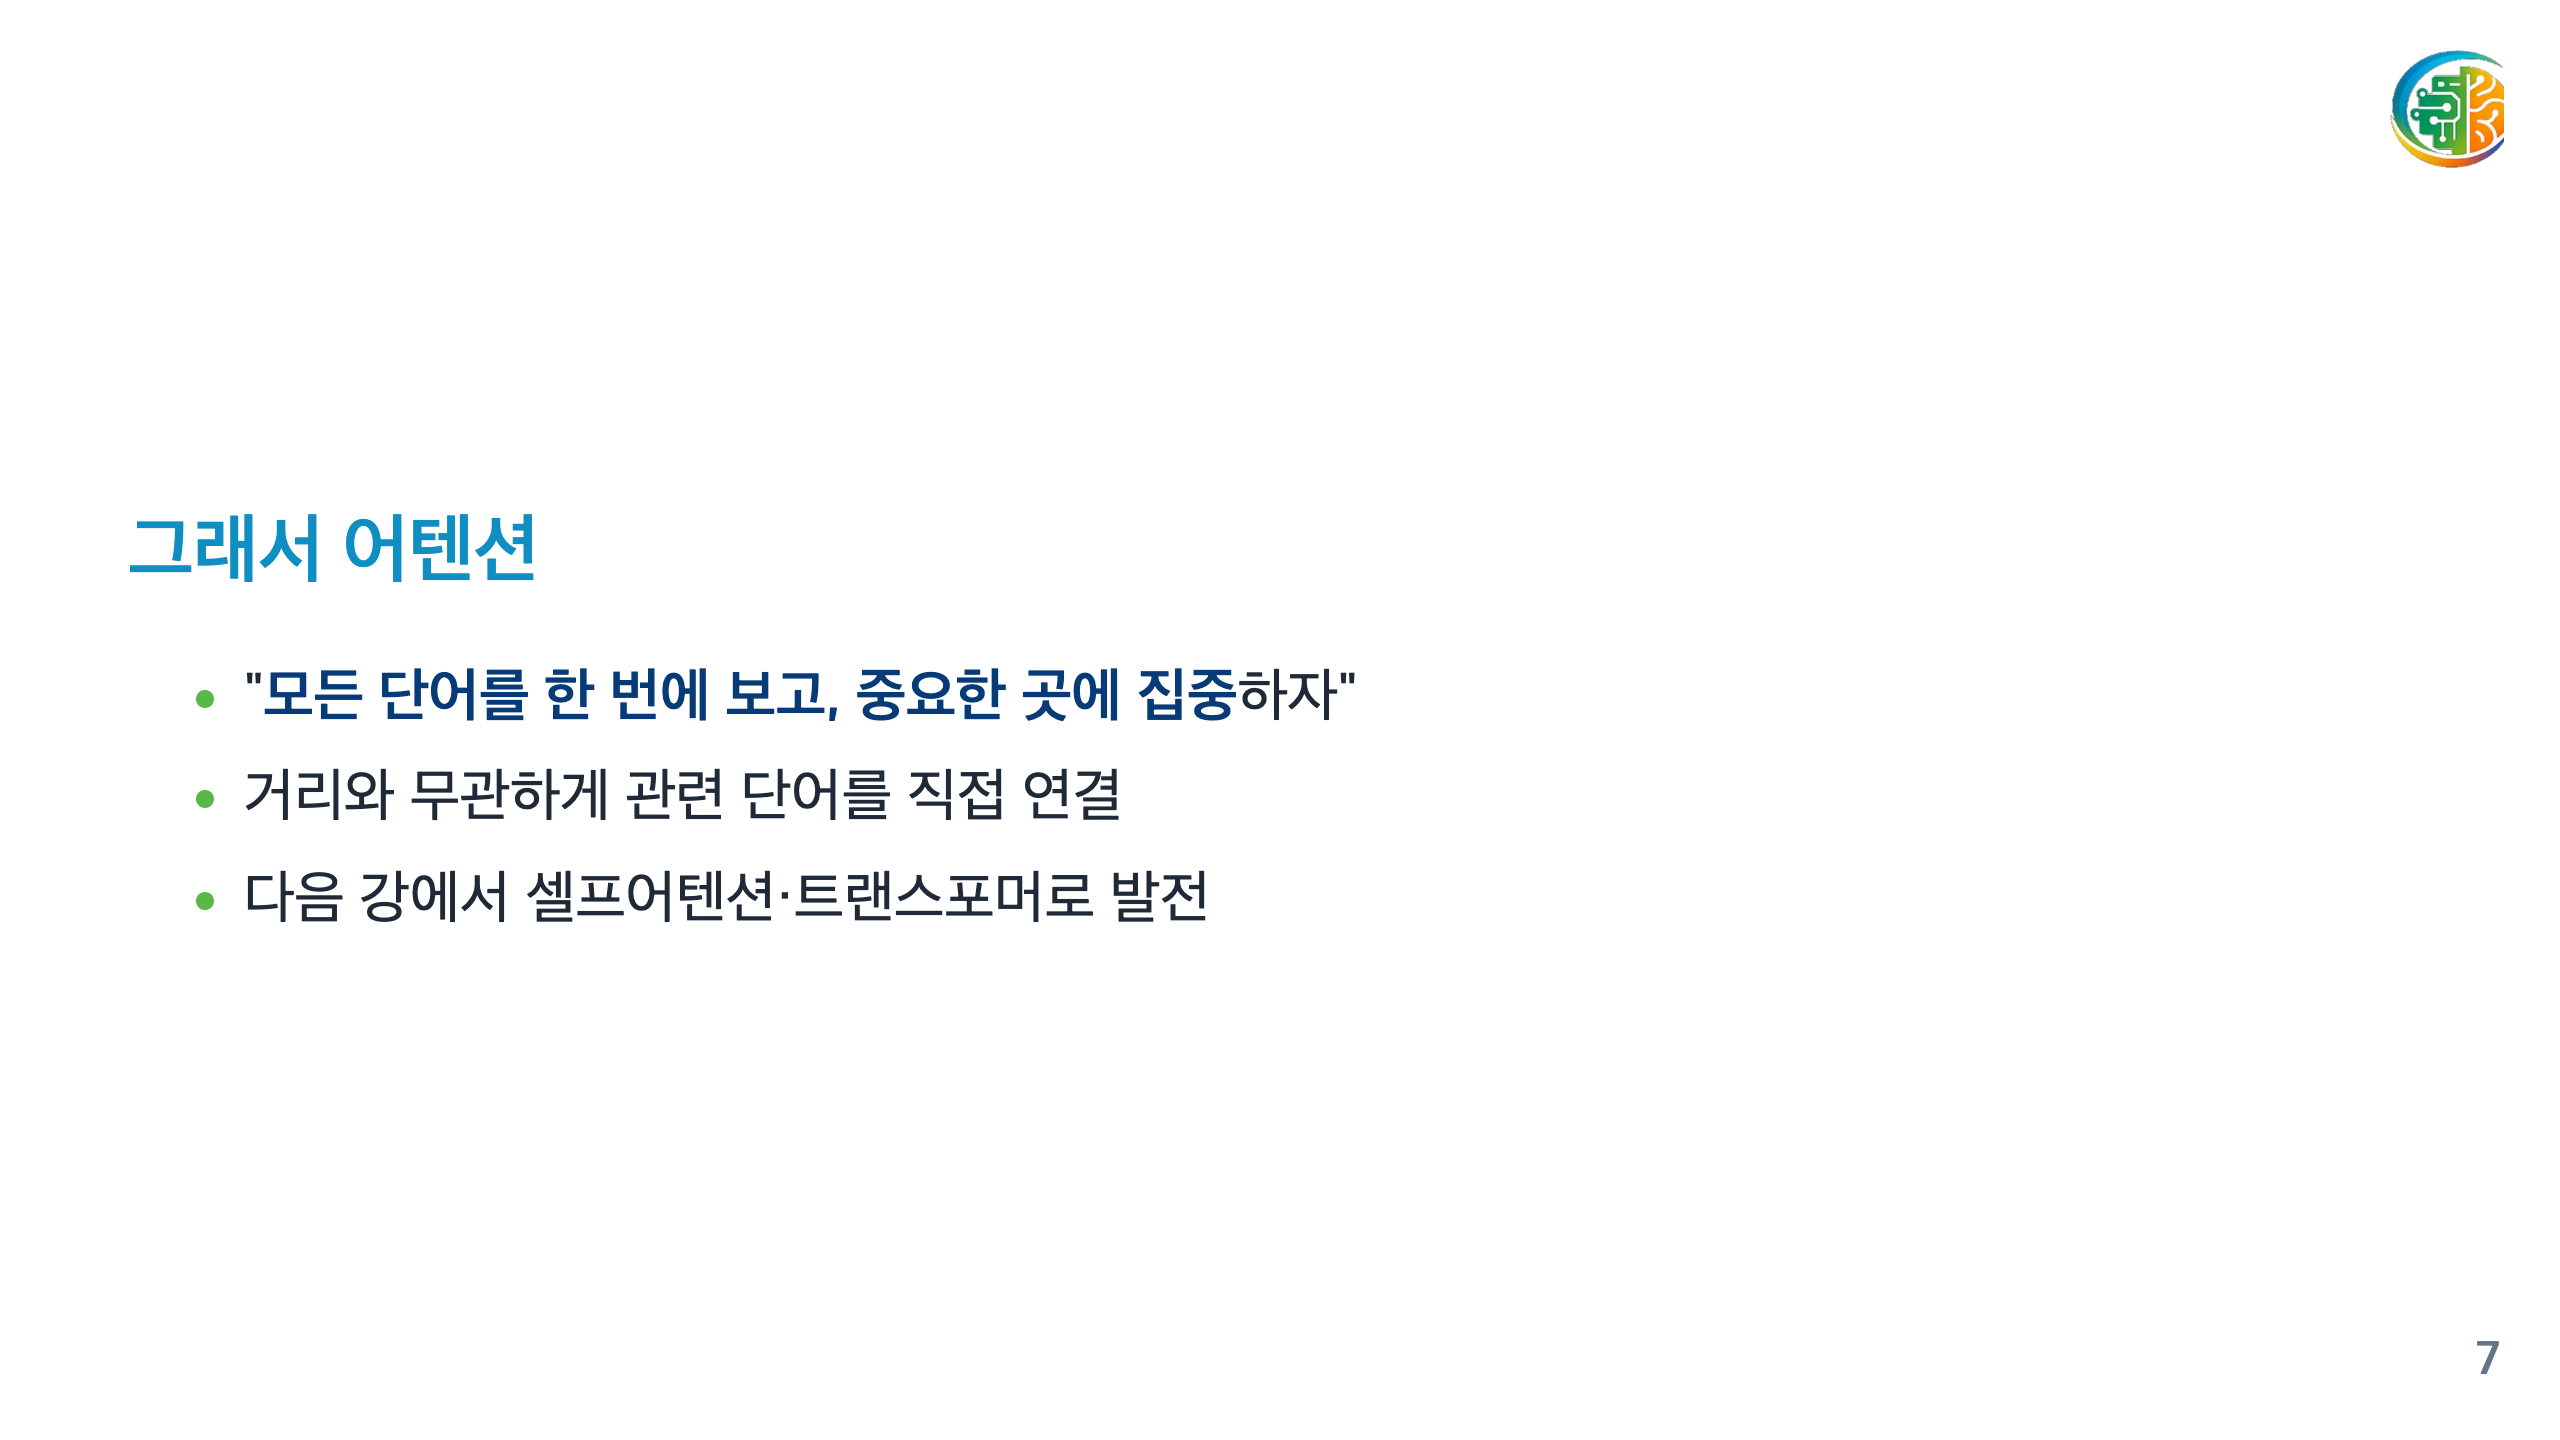 그래서 어텐션
"모든 단어를 한 번에 보고, 중요한 곳에 집중하자"
거리와 무관하게 관련 단어를 직접 연결
다음 강에서 셀프어텐션·트랜스포머로 발전
7